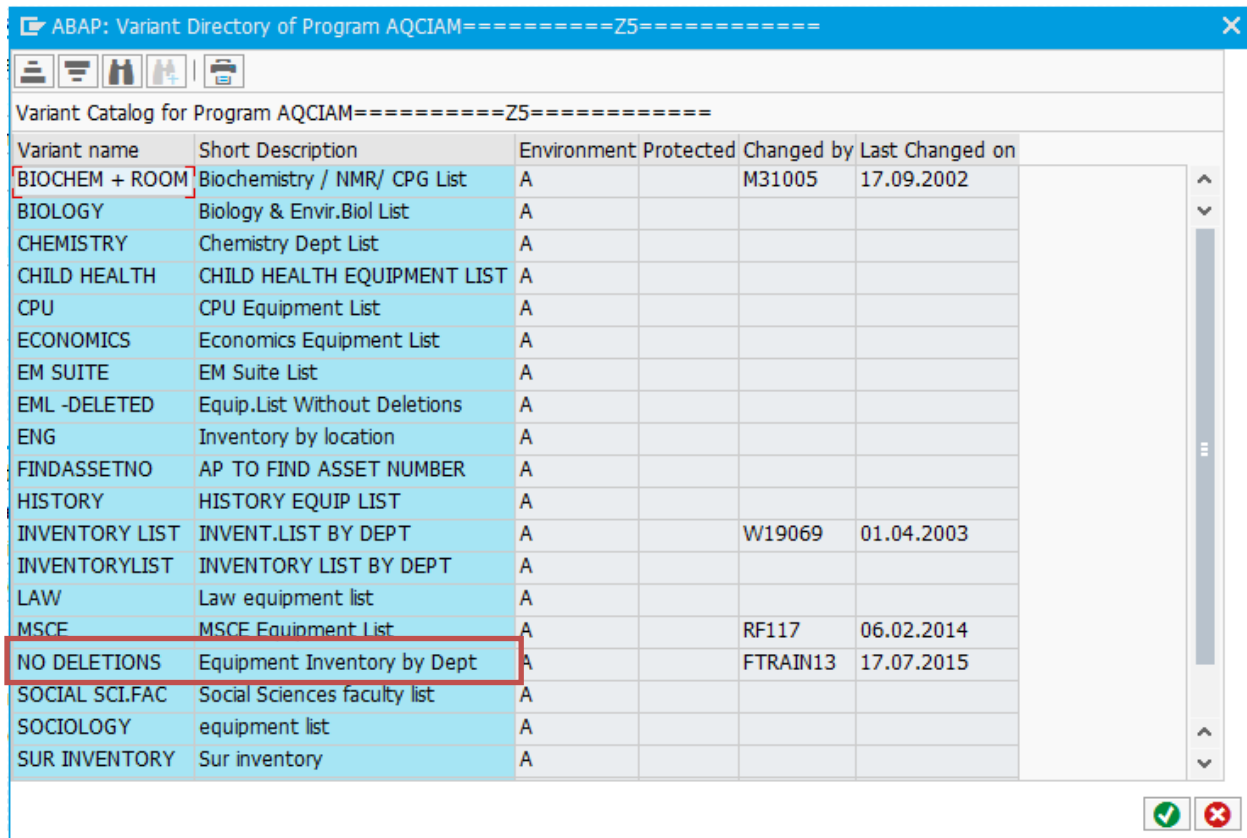 ABAP: Variant Directory of Program AQCIAM==========Z5============
Variant Catalog for Program AQCIAM==========Z5============
Variant name Short Description Environment Protected Changed by Last Changed on
BIOCHEM + ROOM Biochemistry / NMR/ CPG List A M31005 17.09.2002
BIOLOGY Biology & Envir.Biol List A
CHEMISTRY Chemistry Dept List A
CHILD HEALTH CHILD HEALTH EQUIPMENT LIST A
CPU CPU Equipment List A
ECONOMICS Economics Equipment List A
EM SUITE EM Suite List A
EML -DELETED Equip.List Without Deletions A
ENG Inventory by location A
FINDASSETNO AP TO FIND ASSET NUMBER A
HISTORY HISTORY EQUIP LIST A
INVENTORY LIST INVENT.LIST BY DEPT A W19069 01.04.2003
INVENTORYLIST INVENTORY LIST BY DEPT A
LAW Law equipment list A
MSCE MSCE Equipment List A RF117 06.02.2014
NO DELETIONS Equipment Inventory by Dept A FTRAIN13 17.07.2015
SOCIAL SCI.FAC Social Sciences faculty list A
SOCIOLOGY equipment list A
SUR INVENTORY Sur inventory A